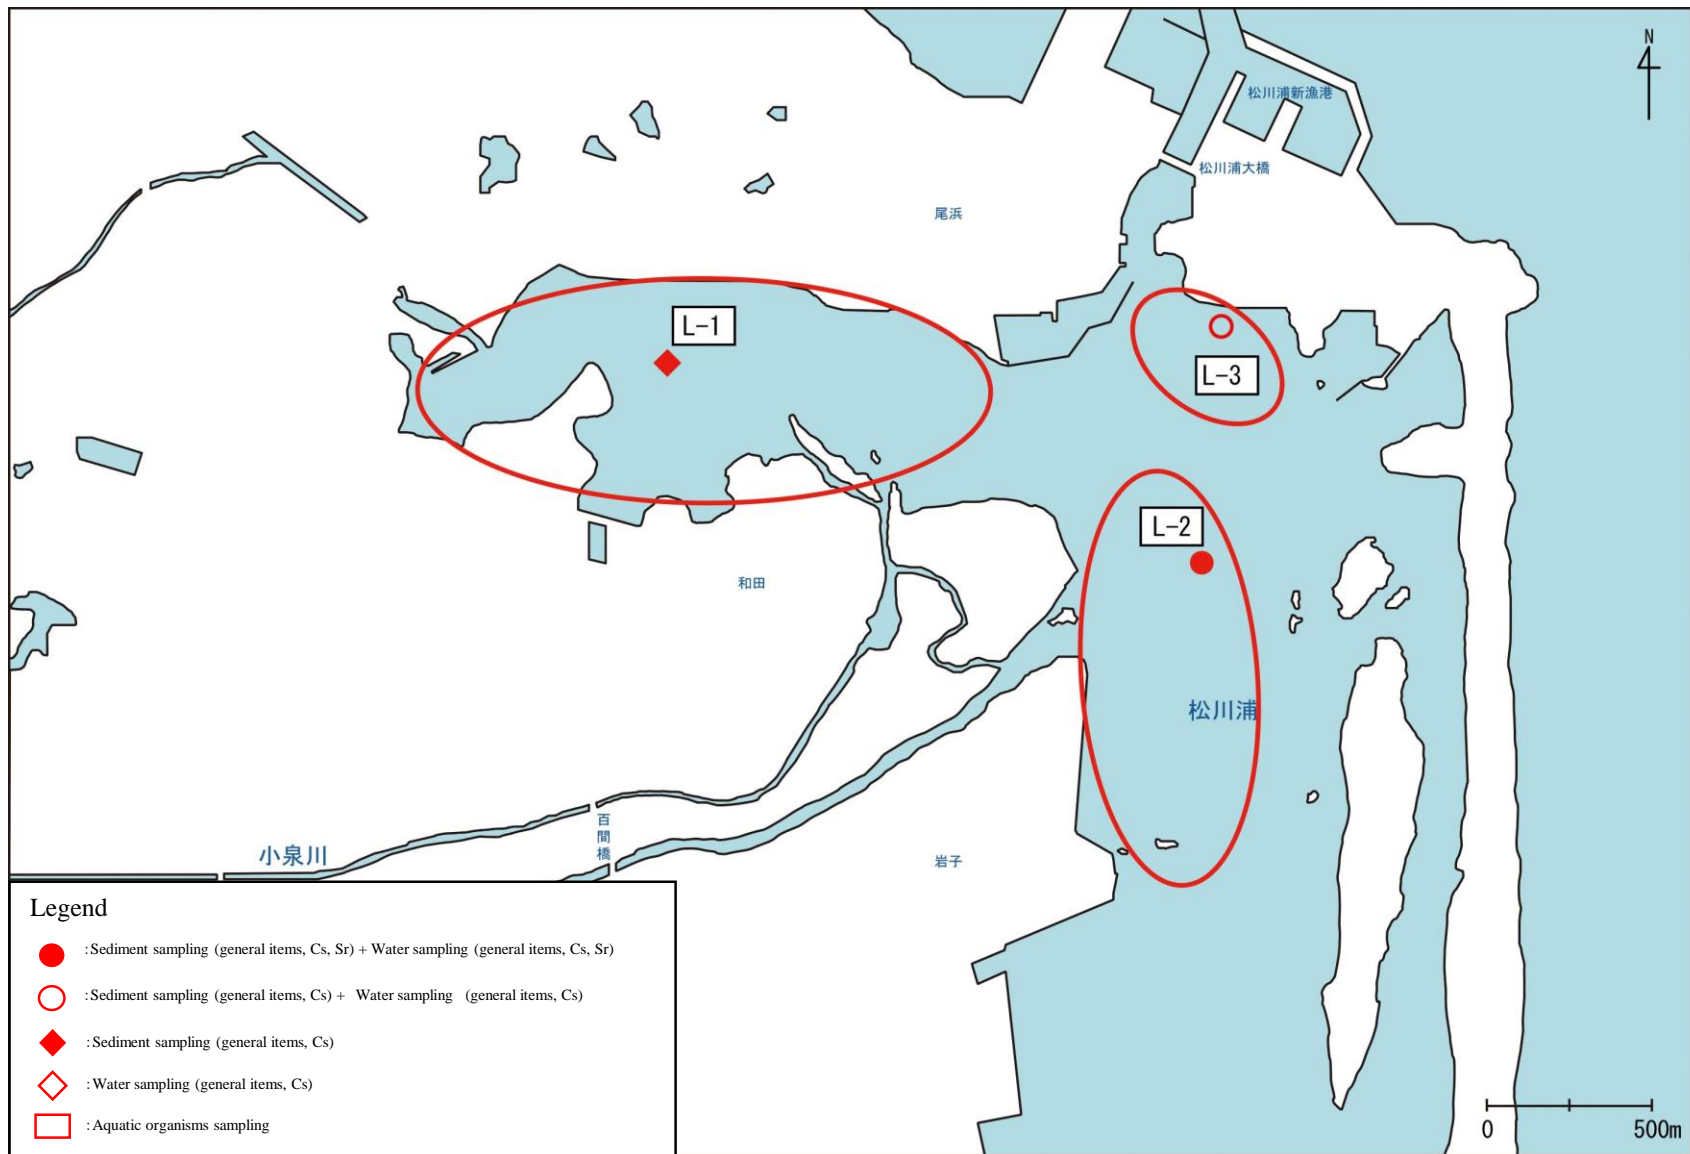 N
松川浦新漁港
松川浦大橋
尾浜
L-1
L-3
L-2
和田
松川浦
百間橋
小泉川
岩子
Legend
:Sediment sampling (general items, Cs, Sr) + Water sampling (general items, Cs, Sr)
:Sediment sampling (general items, Cs) + Water sampling (general items, Cs)
:Sediment sampling (general items, Cs)
:Water sampling (general items, Cs)
:Aquatic organisms sampling
0 500m